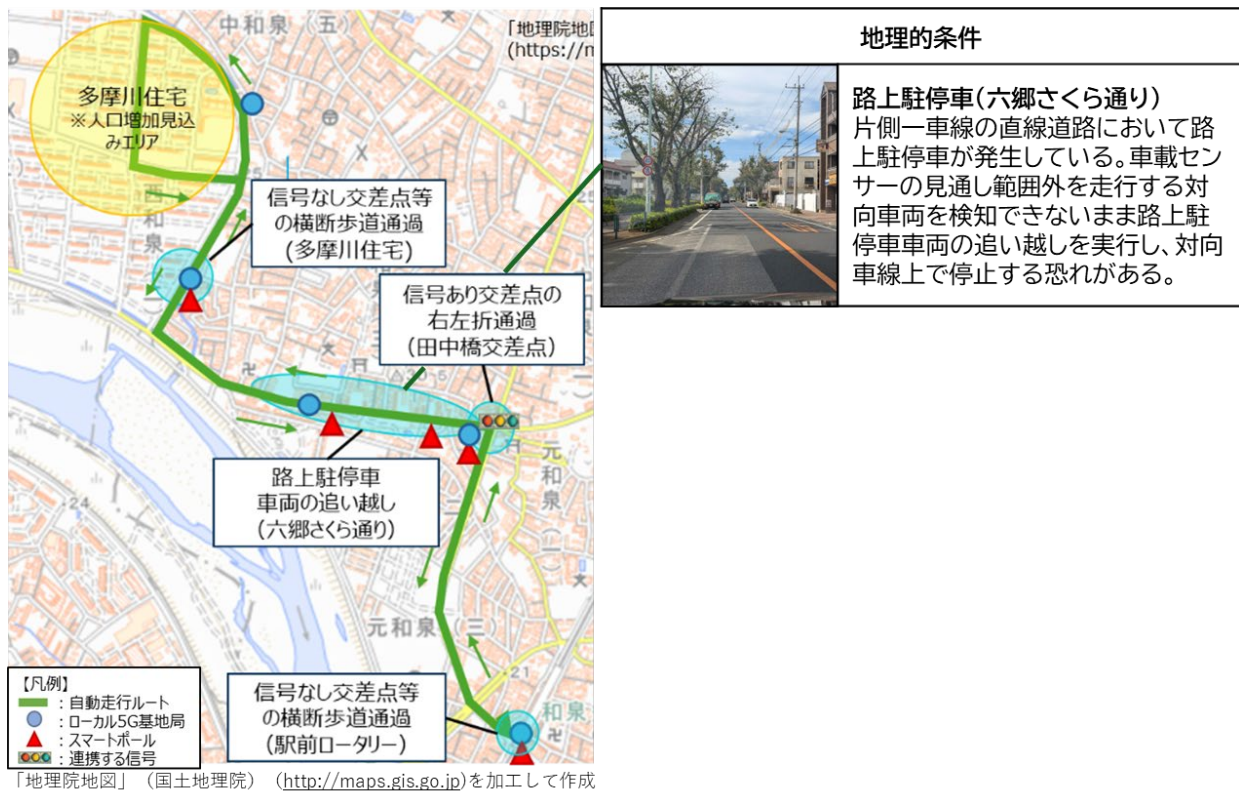 中和泉(五)
「地理院地図
(https://m
多摩川住宅
※人口増加見込
みエリア
西和泉
信号なし交差点等
の横断歩道通過
(多摩川住宅)
信号あり交差点の
右左折通過
(田中橋交差点)
路上駐停車
車両の追い越し
(六郷さくら通り)
元和泉(一)
・24
元和泉(三)
・21
信号なし交差点等
の横断歩道通過
(駅前ロータリー)
和泉
【凡例】
:自動走行ルート
:ローカル5G基地局
:スマートポール
:連携する信号
「地理院地図」(国土地理院)(http://maps.gis.go.jp)を加工して作成
地理的条件
路上駐停車(六郷さくら通り)
片側一車線の直線道路において路
上駐停車が発生している。車載セン
サーの見通し範囲外を走行する対
向車両を検知できないまま路上駐
停車車両の追い越しを実行し、対向
車線上で停止する恐れがある。